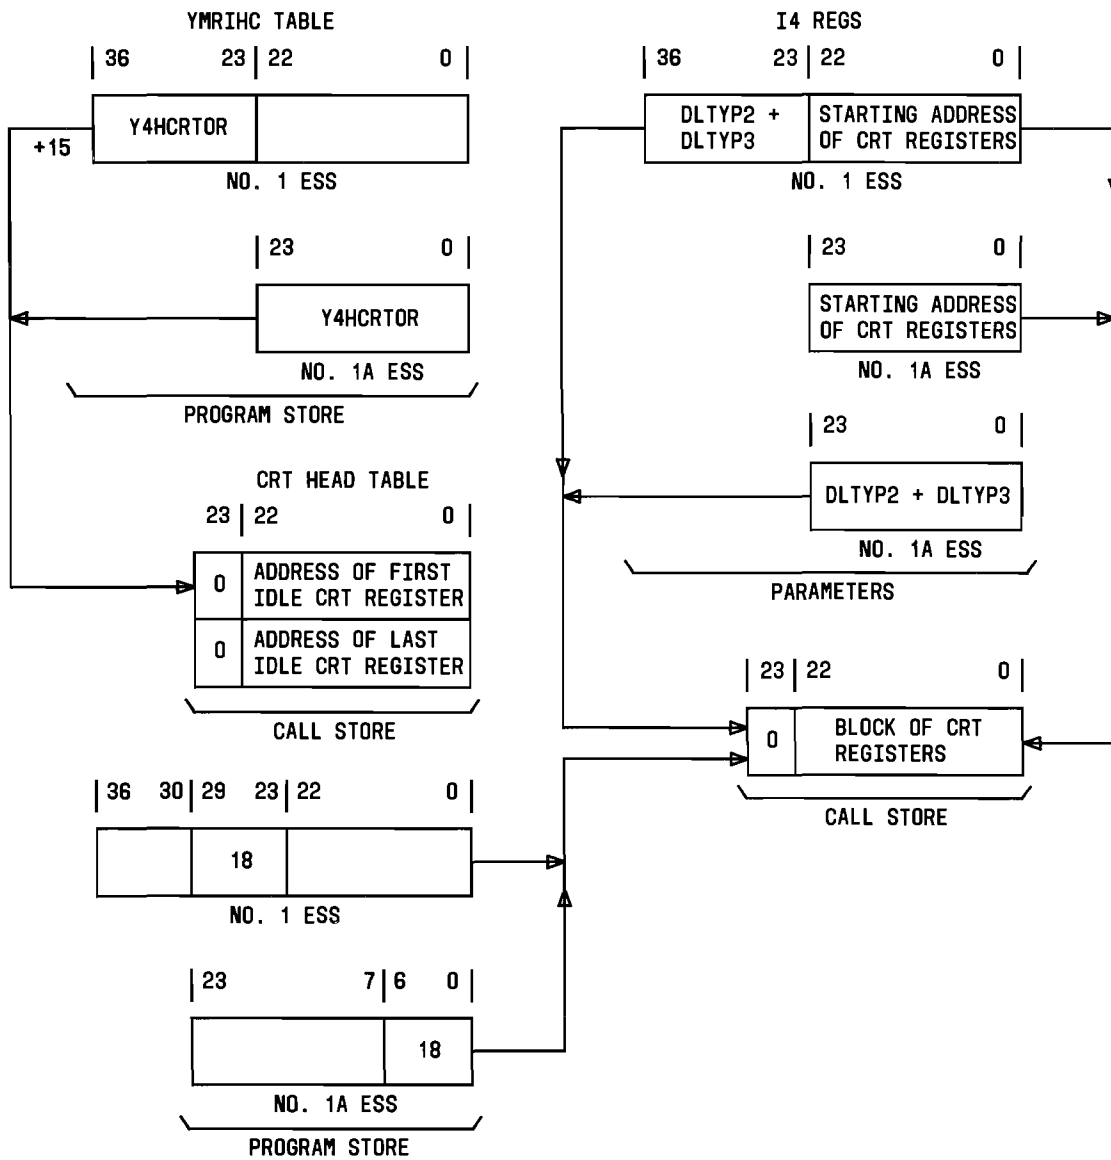 YMRIHC TABLE
36 23 22 0
Y4HCRTOR
+15
NO. 1 ESS
23 0
Y4HCRTOR
NO. 1A ESS
PROGRAM STORE
CRT HEAD TABLE
23 22 0
0 ADDRESS OF FIRST
IDLE CRT REGISTER
0 ADDRESS OF LAST
IDLE CRT REGISTER
CALL STORE
36 30 29 23 22 0
18
NO. 1 ESS
23 7 6 0
18
NO. 1A ESS
PROGRAM STORE
I4 REGS
36 23 22 0
DLTYP2 +
DLTYP3
STARTING ADDRESS
OF CRT REGISTERS
NO. 1 ESS
23 0
STARTING ADDRESS
OF CRT REGISTERS
NO. 1A ESS
23 0
DLTYP2 + DLTYP3
NO. 1A ESS
PARAMETERS
23 22 0
0 BLOCK OF CRT
REGISTERS
CALL STORE